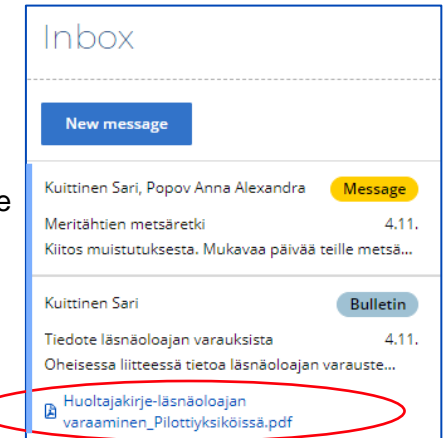 Inbox
New message
Kuittinen Sari, Popov Anna Alexandra Message
e
Meritähtien metsäretki 4.11.
Kiitos muistutuksesta. Mukavaa päivää teille metsä...
Kuittinen Sari Bulletin
Tiedote läsnäoloajan varauksista 4.11.
Oheisessa liitteessä tietoa läsnäoloajan varauste...
Huoltajakirje-läsnäoloajan
varaaminen_Pilottiyksiköissä.pdf